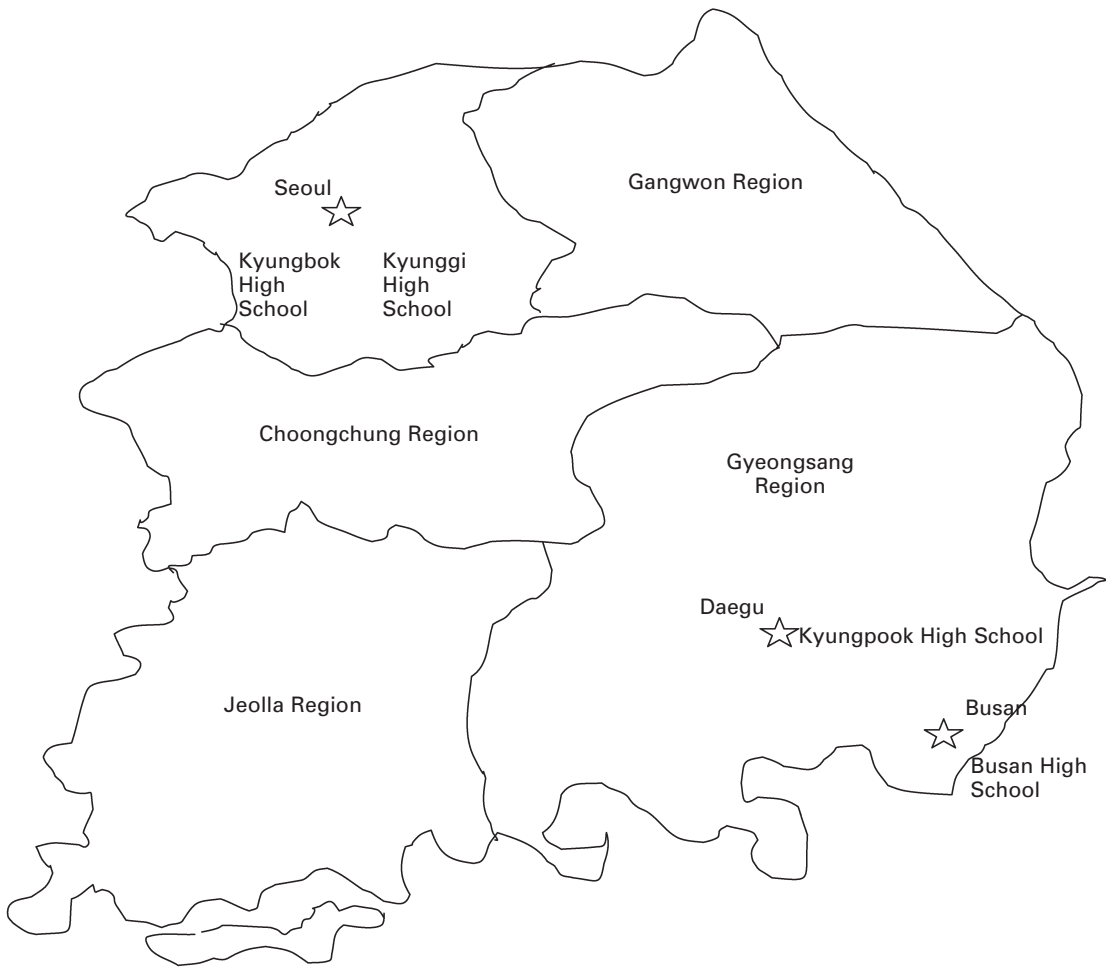 Gangwon Region
Seoul
Kyungbok
High
School
Kyunggi
High
School
Choongchung Region
Gyeongsang
Region
Daegu
Kyungpook High School
Jeolla Region
Busan
Busan High
School